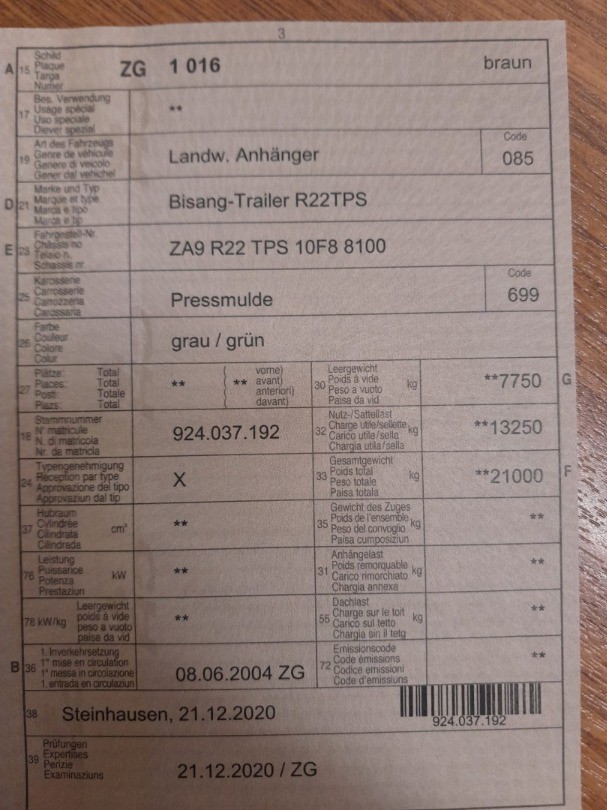 3
A 15 Schild
Plaque
Targa
Numer
ZG 1 016 braun
17 Bes. Verwendung
Usage spécial
Uso speciale
Diever spezial
**
19 Art des Fahrzeugs
Genre de véhicule
Genere di veicolo
Gener dal vehichel
Landw. Anhänger
Code
085
D 21 Marke und Typ
Marque et type
Marca e tipo
Marca e tip
Bisang-Trailer R22TPS
E 23 Fahrgestell-Nr.
Châssis no
Telaio n.
Schassis nr.
ZA9 R22 TPS 10F8 8100
25 Karosserie
Carrosserie
Carrozzeria
Carossaria
Pressmulde
Code
699
26 Farbe
Couleur
Colore
Colur
grau / grün
27 Plätze: Total
Places: Total
Posti: Totale
Plazs: Total
** ( ** vorne)
avant)
anteriori)
davant)
30 Leergewicht
Poids à vide
Peso a vuoto
Paisa da vid
kg
**7750 G
18 Stammnummer
N° matricule
N. di matricola
Nr. da matricla
924.037.192
32 Nutz-/Sattellast
Charge utile/sellette
Carico utile/sella
Chargia utila/sella
kg
**13250
24 Typengenehmigung
Réception par type
Approvazione del tipo
Approvaziun dal tip
X
33 Gesamtgewicht
Poids total
Peso totale
Paisa totala
kg
**21000 F
37 Hubraum
Cylindrée
Cilindrata
Cilindrada
cm³
**
35 Gewicht des Zuges
Poids de l'ensemble
Peso del convoglio
Paisa cumposiziun
kg
**
76 Leistung
Puissance
Potenza
Prestaziun
kW
**
31 Anhängelast
Poids remorquable
Carico rimorchiato
Chargia annexa
kg
**
78 kW/kg Leergewicht
poids à vide
peso a vuoto
paisa da vid
**
55 Dachlast
Charge sur le toit
Carico sul tetto
Chargia sin il tetg
kg
**
B 36 1. Inverkehrsetzung
1re mise en circulation
1a messa in circolazione
1. entrada en circulaziun
08.06.2004 ZG
72 Emissionscode
Code émissions
Codice emissioni
Code d'emissiuns
**
38 Steinhausen, 21.12.2020
924.037.192
39 Prüfungen
Expertises
Perizie
Examinaziuns
21.12.2020 / ZG